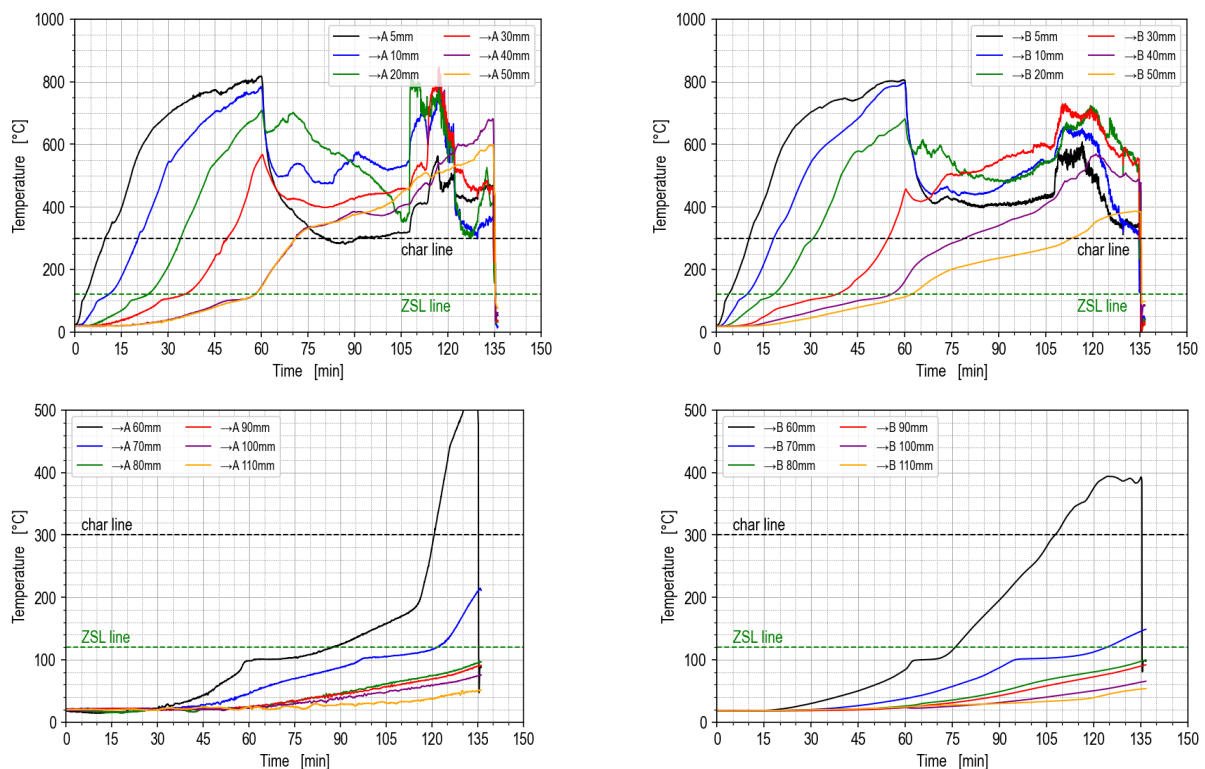 →A 5mm →A 30mm
→A 10mm →A 40mm
→A 20mm →A 50mm
1000
800
600
400
200
0
Temperature [°C]
char line
ZSL line
0 15 30 45 60 75 90 105 120 135 150
Time [min]
→B 5mm →B 30mm
→B 10mm →B 40mm
→B 20mm →B 50mm
1000
800
600
400
200
0
Temperature [°C]
char line
ZSL line
0 15 30 45 60 75 90 105 120 135 150
Time [min]
→A 60mm →A 90mm
→A 70mm →A 100mm
→A 80mm →A 110mm
500
400
300
200
100
0
Temperature [°C]
char line
ZSL line
0 15 30 45 60 75 90 105 120 135 150
Time [min]
→B 60mm →B 90mm
→B 70mm →B 100mm
→B 80mm →B 110mm
500
400
300
200
100
0
Temperature [°C]
char line
ZSL line
0 15 30 45 60 75 90 105 120 135 150
Time [min]